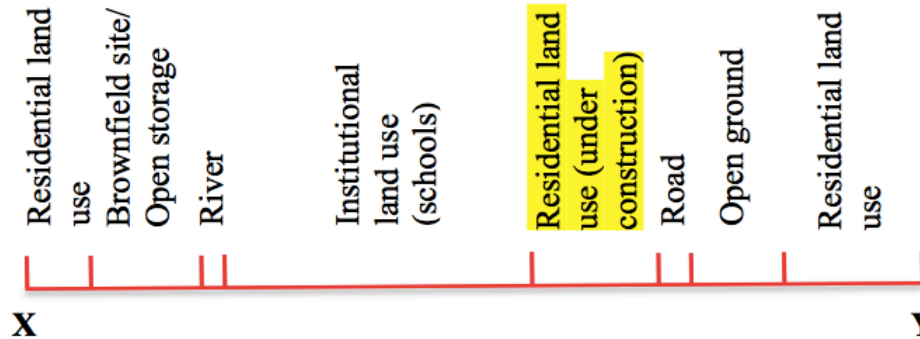 Residential land
use
Brownfield site/
Open storage
River
Institutional
land use
(schools)
Residential land
use (under
construction)
Road
Open ground
Residential land
use
X